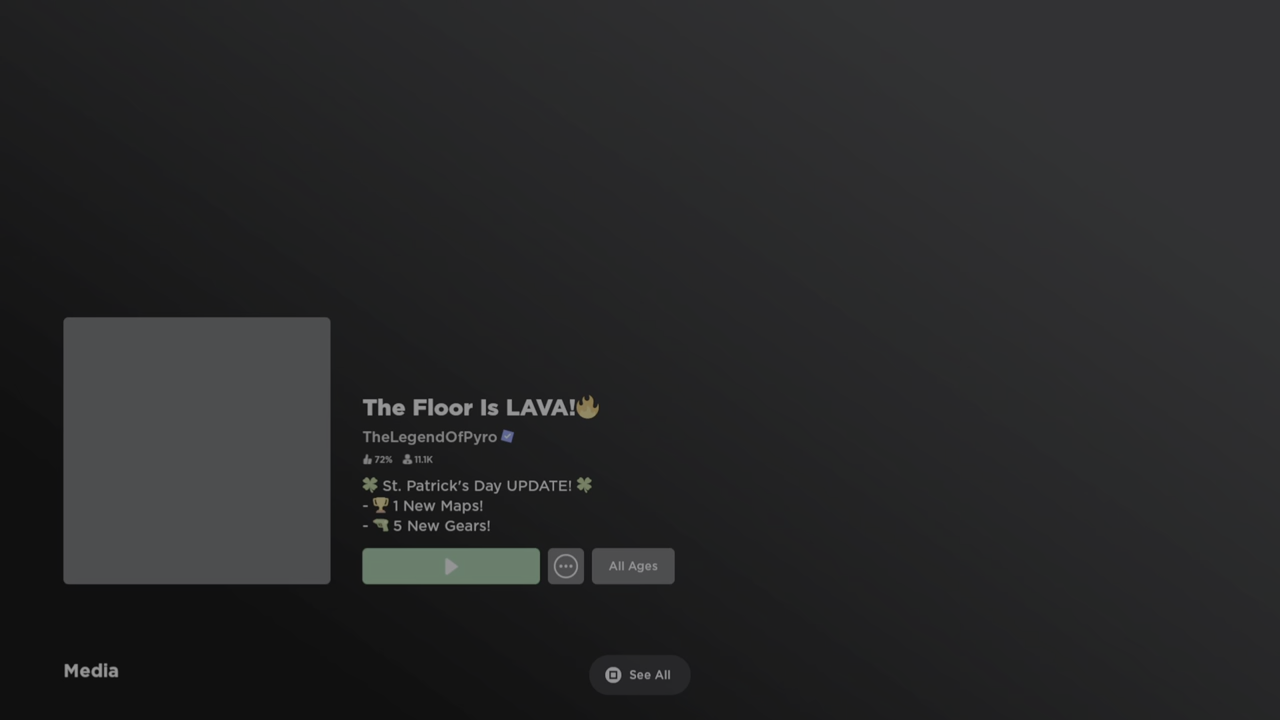 The Floor Is LAVA!🔥
TheLegendOfPyro
72% 11.1K
🍀 St. Patrick's Day UPDATE! 🍀
- 🏆 1 New Maps!
- 🔫 5 New Gears!
All Ages
Media
See All